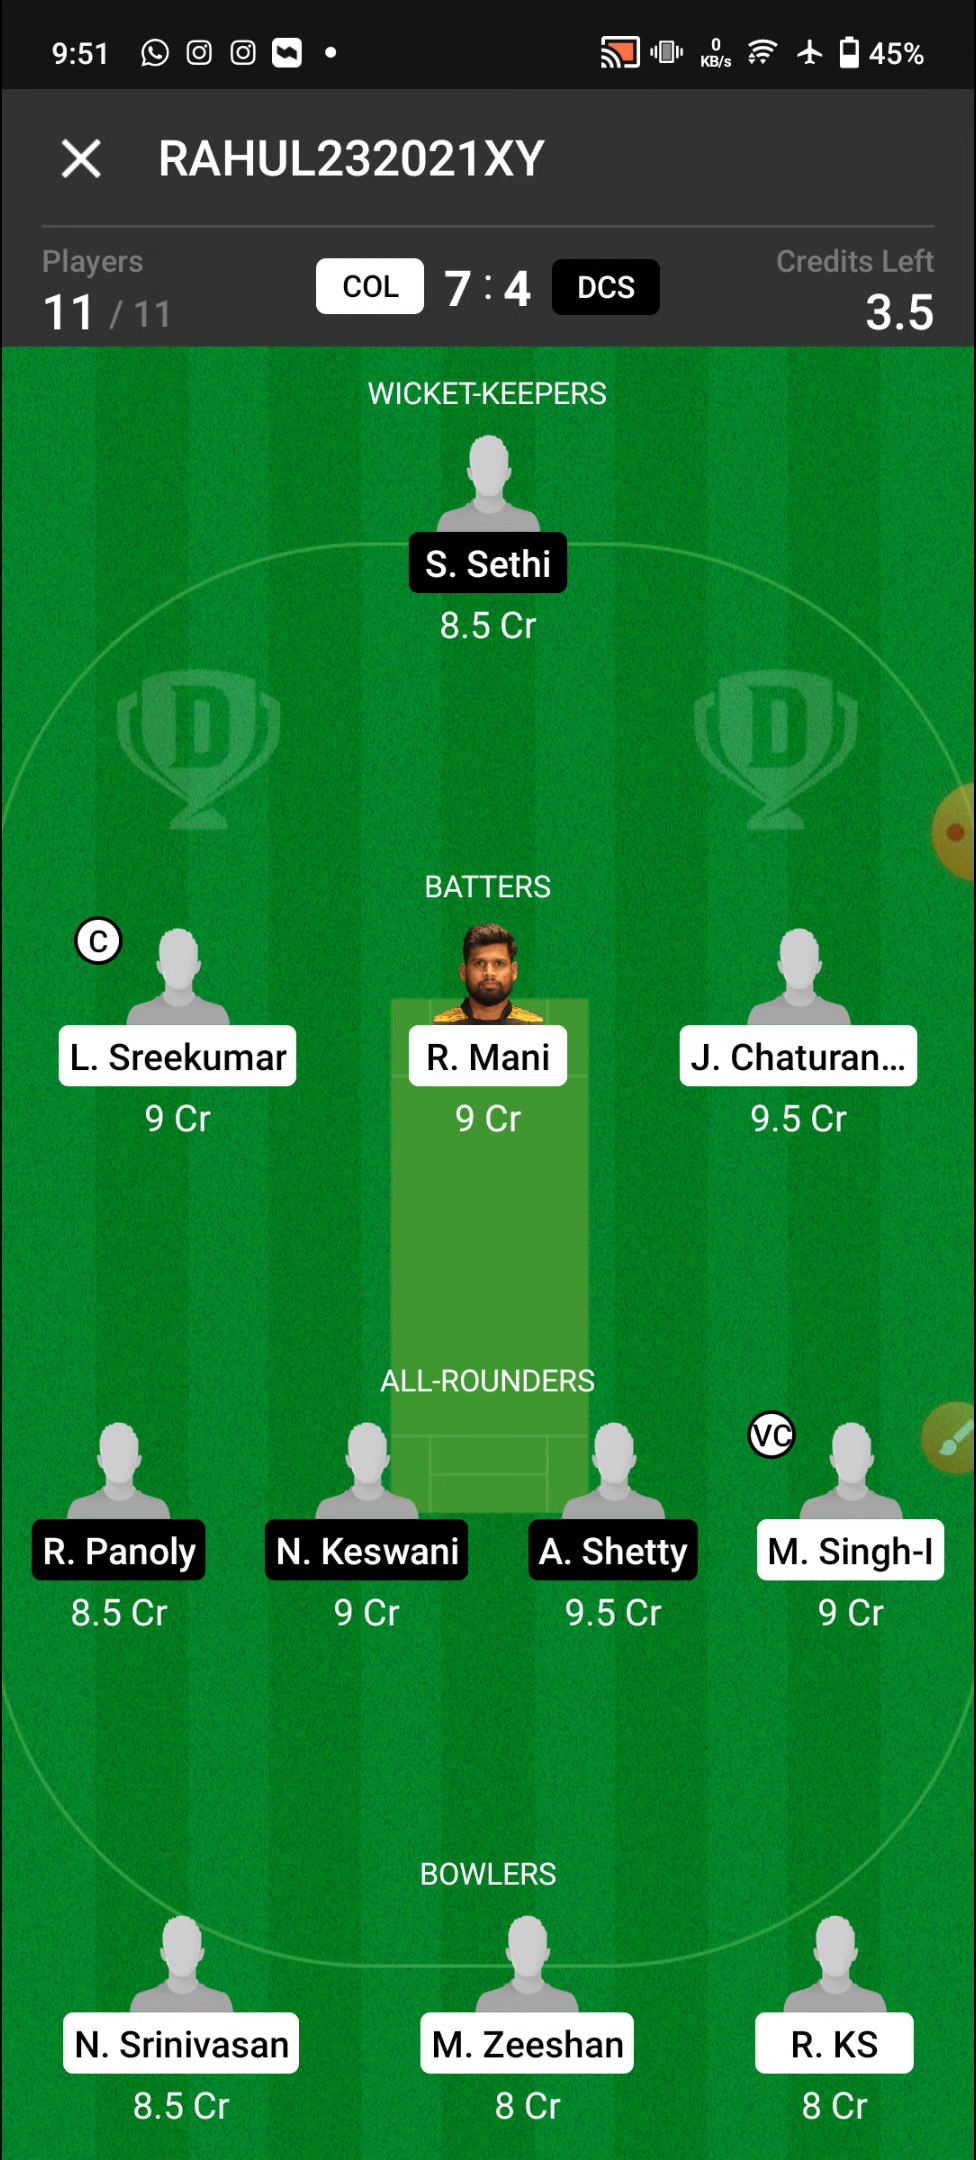 9:51 0 KB/s 45%
RAHUL232021XY
Players COL 7 : 4 DCS Credits Left
11 / 11 3.5
WICKET-KEEPERS
S. Sethi
8.5 Cr
D D
BATTERS
C
L. Sreekumar R. Mani J. Chaturan...
9 Cr 9 Cr 9.5 Cr
ALL-ROUNDERS
VC
R. Panoly N. Keswani A. Shetty M. Singh-I
8.5 Cr 9 Cr 9.5 Cr 9 Cr
BOWLERS
N. Srinivasan M. Zeeshan R. KS
8.5 Cr 8 Cr 8 Cr